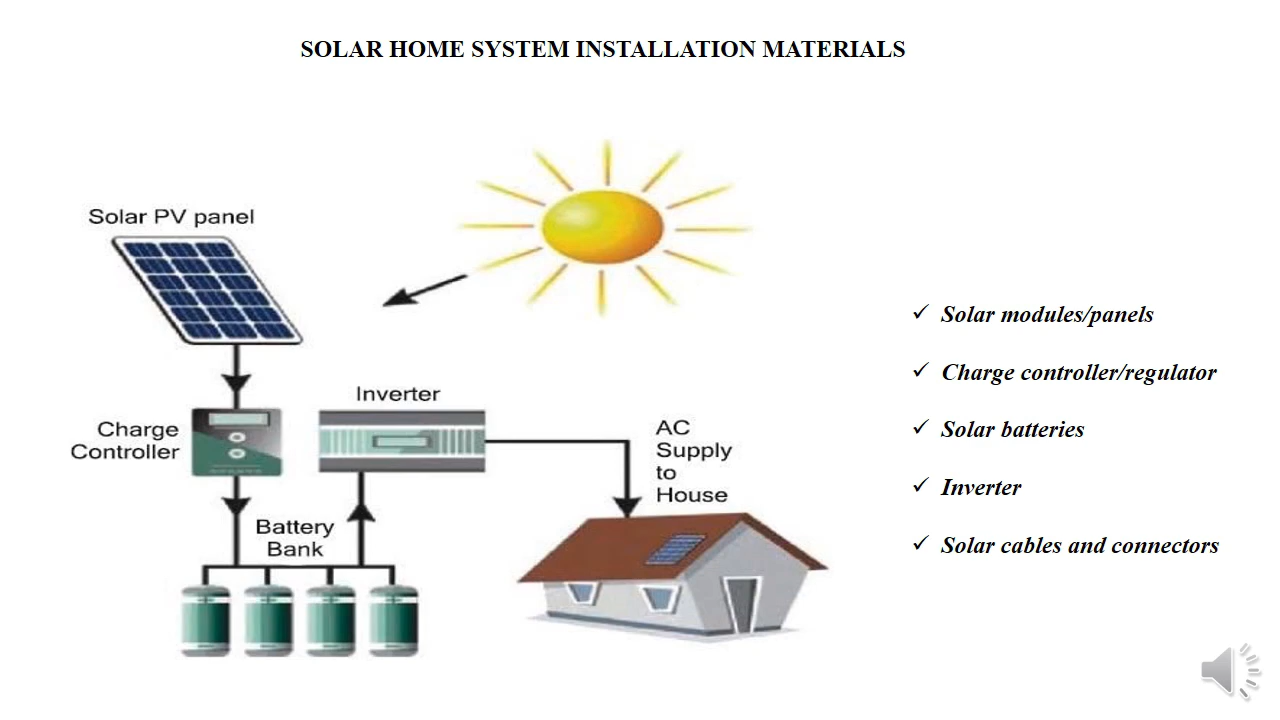 SOLAR HOME SYSTEM INSTALLATION MATERIALS
Solar PV panel
Charge
Controller
Inverter
Battery
Bank
AC
Supply
to
House
✓ Solar modules/panels
✓ Charge controller/regulator
✓ Solar batteries
✓ Inverter
✓ Solar cables and connectors